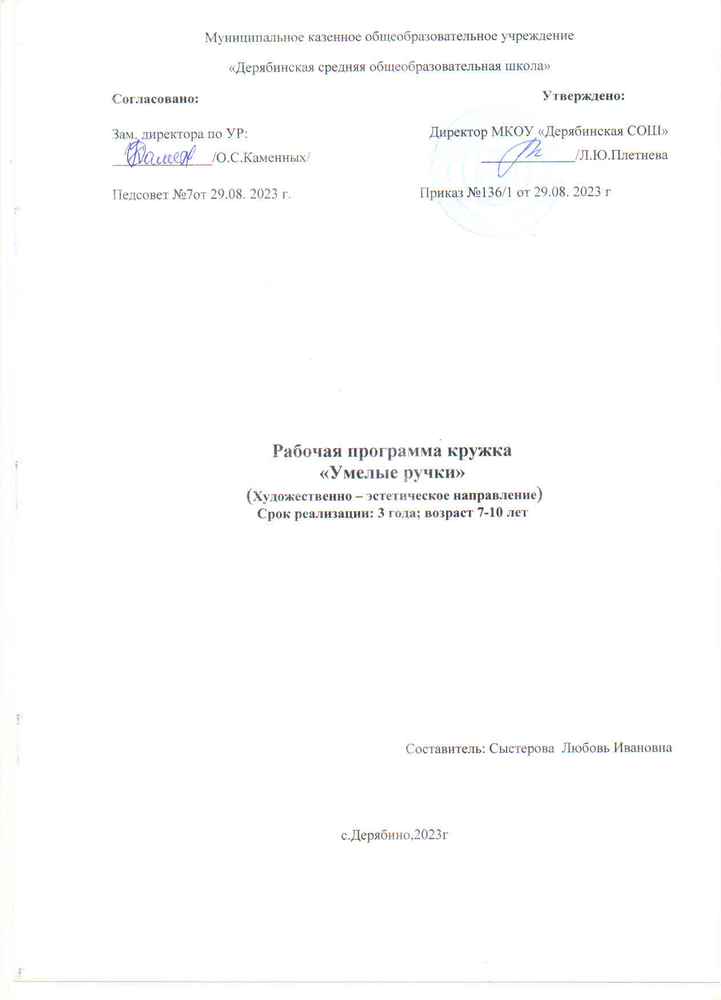 Муниципальное казенное общеобразовательное учреждение
«Дерябинская средняя общеобразовательная школа»
Согласовано:
Утверждено:
Зам. директора по УР:
Директор МКОУ «Дерябинская СОШ»
/О.С.Каменных/
/Л.Ю.Плетнева
Педсовет №7от 29.08. 2023 г.
Приказ №136/1 от 29.08. 2023 г
Рабочая программа кружка
«Умелые ручки»
(Художественно – эстетическое направление)
Срок реализации: 3 года; возраст 7-10 лет
Составитель: Сыстерова Любовь Ивановна
с.Дерябино,2023г